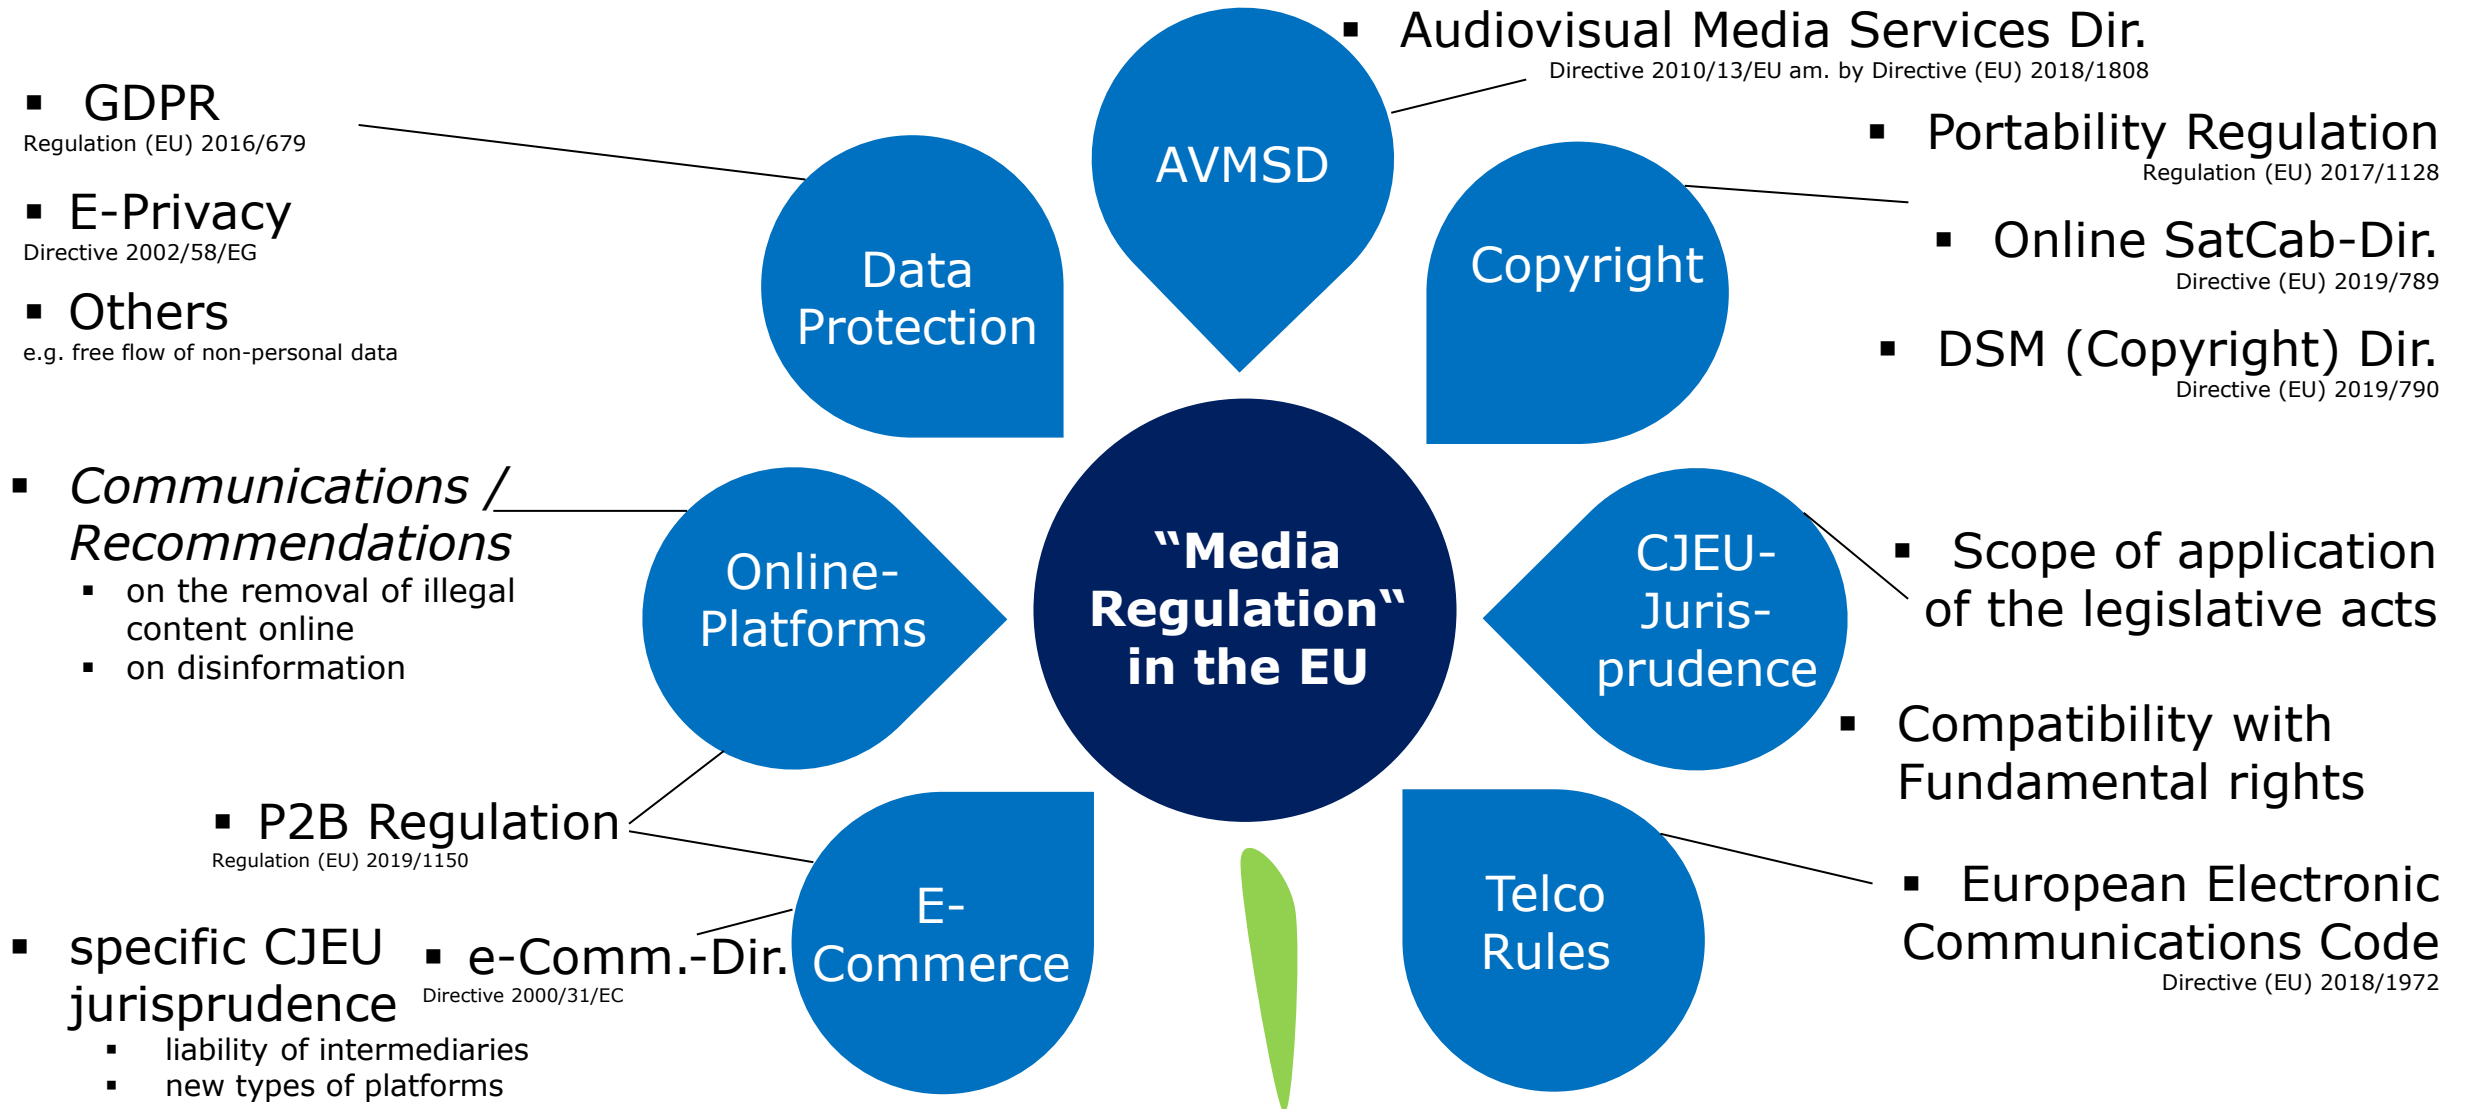 ▪ Audiovisual Media Services Dir.
Directive 2010/13/EU am. by Directive (EU) 2018/1808
▪ GDPR
Regulation (EU) 2016/679
▪ E-Privacy
Directive 2002/58/EG
▪ Others
e.g. free flow of non-personal data
AVMSD
Data
Protection
Copyright
▪ Portability Regulation
Regulation (EU) 2017/1128
▪ Online SatCab-Dir.
Directive (EU) 2019/789
▪ DSM (Copyright) Dir.
Directive (EU) 2019/790
▪ Communications /
Recommendations
▪ on the removal of illegal
content online
▪ on disinformation
Online-
Platforms
“Media
Regulation“
in the EU
CJEU-
Juris-
prudence
▪ Scope of application
of the legislative acts
▪ Compatibility with
Fundamental rights
▪ P2B Regulation
Regulation (EU) 2019/1150
▪ specific CJEU
jurisprudence
▪ liability of intermediaries
▪ new types of platforms
▪ e-Comm.-Dir.
Directive 2000/31/EC
E-
Commerce
Telco
Rules
▪ European Electronic
Communications Code
Directive (EU) 2018/1972